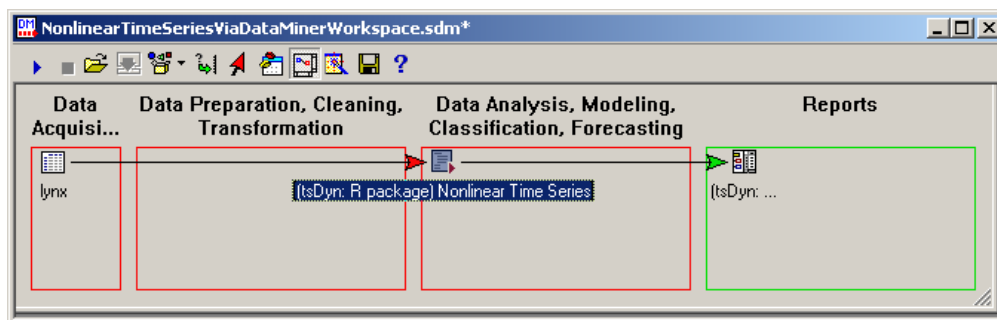 DM
NonlinearTimeSeriesViaDataMinerWorkspace.sdm*
?
Data
Acquisi...
Data Preparation, Cleaning,
Transformation
Data Analysis, Modeling,
Classification, Forecasting
Reports
lynx
(tsDyn: R package) Nonlinear Time Series
(tsDyn: ...